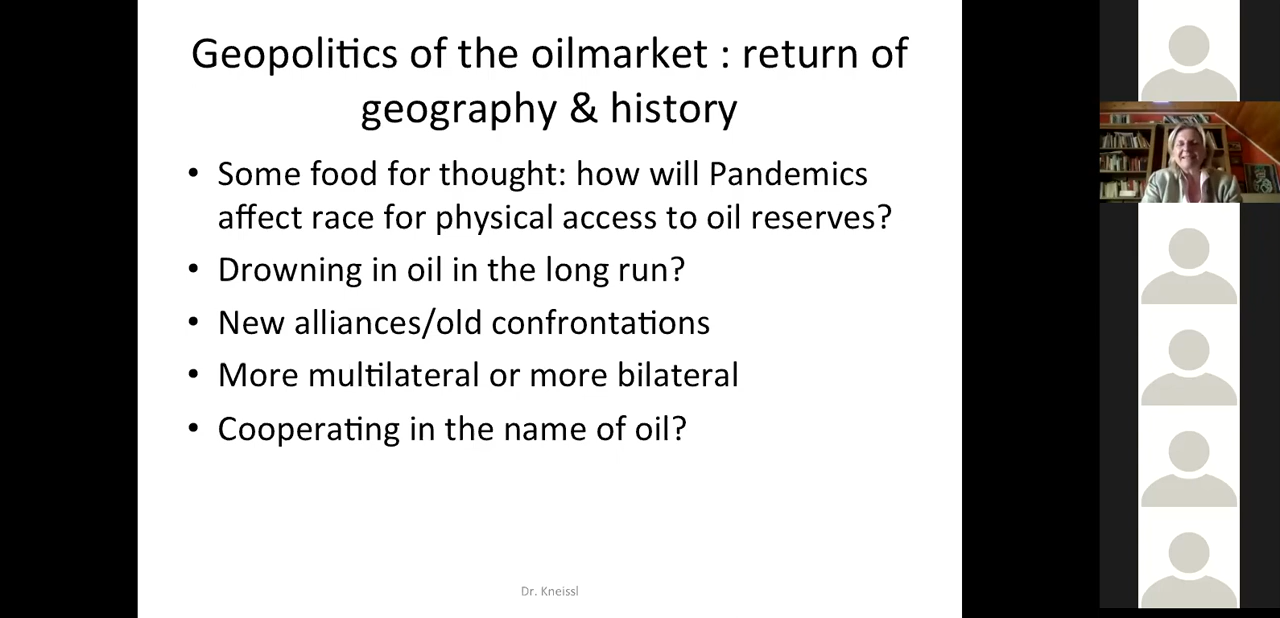 Geopolitics of the oilmarket : return of
geography & history
• Some food for thought: how will Pandemics
affect race for physical access to oil reserves?
• Drowning in oil in the long run?
• New alliances/old confrontations
• More multilateral or more bilateral
• Cooperating in the name of oil?
Dr. Kneissl